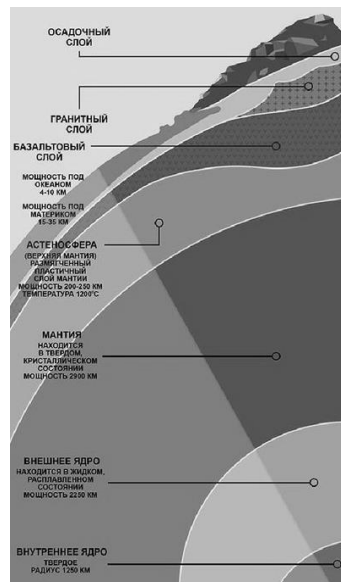 ОСАДОЧНЫЙ
СЛОЙ
ГРАНИТНЫЙ
СЛОЙ
БАЗАЛЬТОВЫЙ
СЛОЙ
МОЩНОСТЬ ПОД
ОКЕАНОМ
4-10 КМ
МОЩНОСТЬ ПОД
МАТЕРИКОМ
15-35 КМ
АСТЕНОСФЕРА
(ВЕРХНЯЯ МАНТИЯ)
РАЗМЯГЧЕННЫЙ
ПЛАСТИЧНЫЙ
СЛОЙ МАНТИИ
МОЩНОСТЬ 200-250 КМ
ТЕМПЕРАТУРА 1200°С
МАНТИЯ
НАХОДИТСЯ
В ТВЕРДОМ,
КРИСТАЛЛИЧЕСКОМ
СОСТОЯНИИ
МОЩНОСТЬ 2900 КМ
ВНЕШНЕЕ ЯДРО
НАХОДИТСЯ В ЖИДКОМ,
РАСПЛАВЛЕННОМ
СОСТОЯНИИ
МОЩНОСТЬ 2250 КМ
ВНУТРЕННЕЕ ЯДРО
ТВЕРДОЕ
РАДИУС 1250 КМ